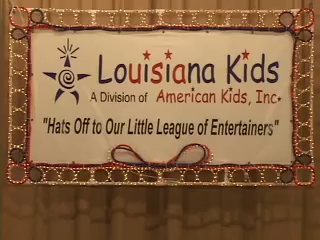 Louisiana Kids
A Division of American Kids, Inc.
"Hats Off to Our Little League of Entertainers"